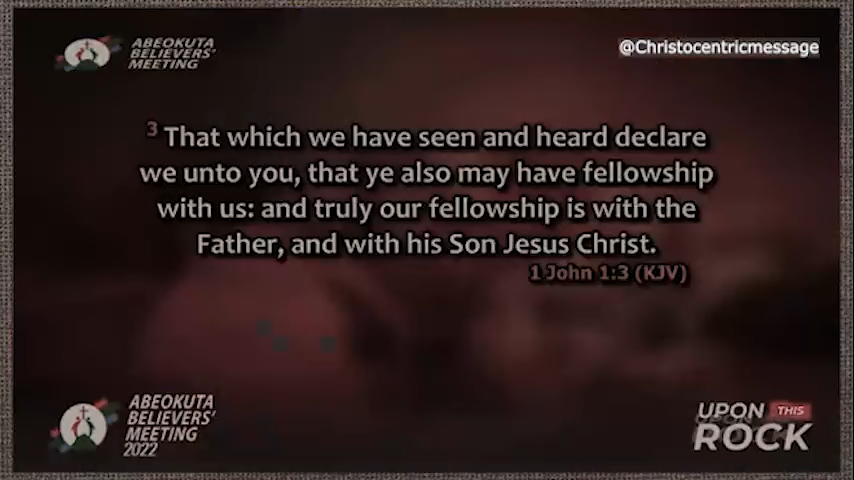 ABEOKUTA
BELIEVERS'
MEETING
@Christocentricmessage
3 That which we have seen and heard declare
we unto you, that ye also may have fellowship
with us: and truly our fellowship is with the
Father, and with his Son Jesus Christ.
1 John 1:3 (KJV)
ABEOKUTA
BELIEVERS'
MEETING
2022
UPON THIS
ROCK